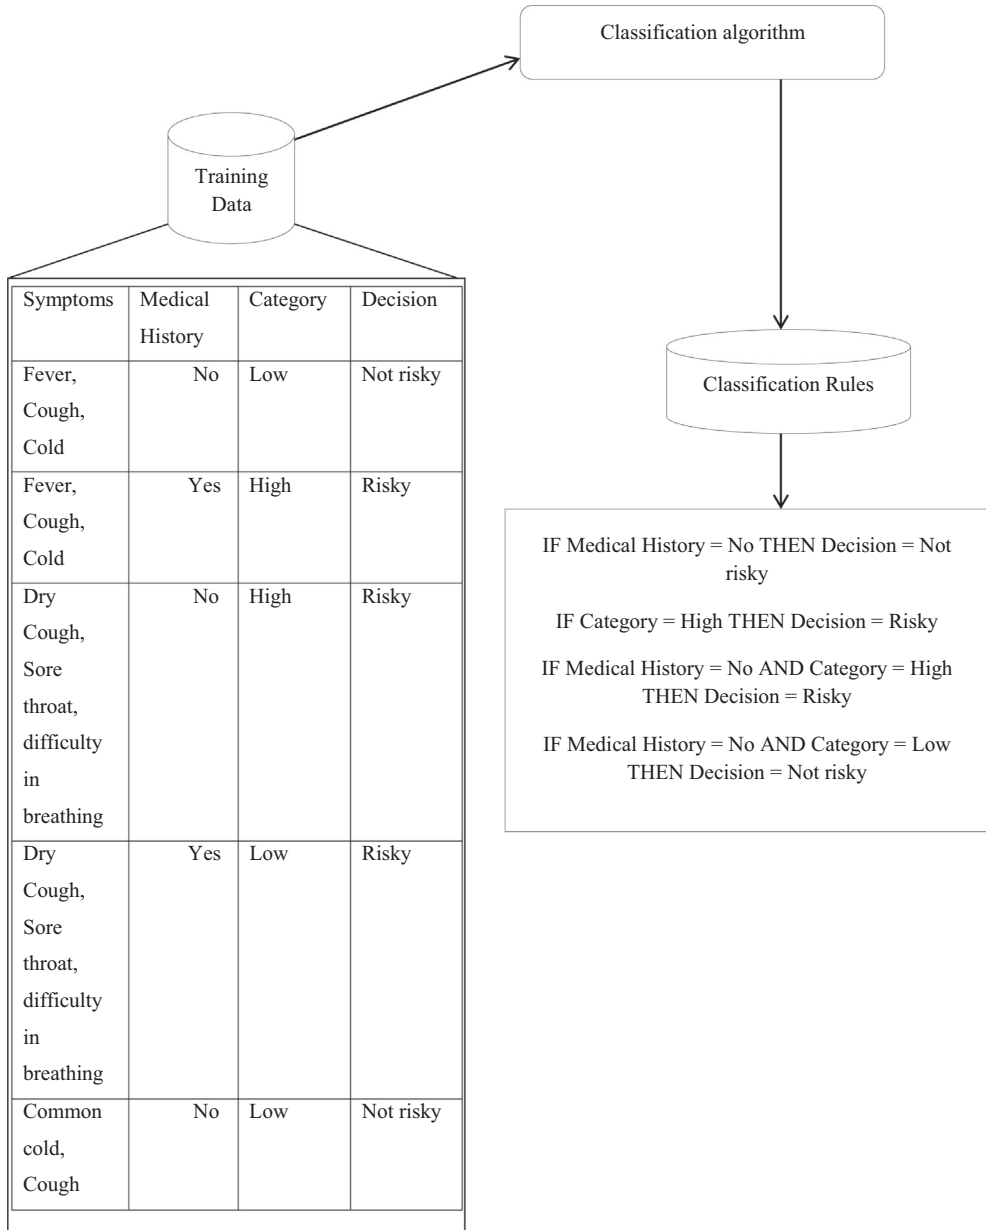 Classification algorithm
Training
Data
Symptoms
Medical
History
Category
Decision
Fever,
Cough,
Cold
No
Low
Not risky
Fever,
Cough,
Cold
Yes
High
Risky
Dry
Cough,
Sore
throat,
difficulty
in
breathing
No
High
Risky
Dry
Cough,
Sore
throat,
difficulty
in
breathing
Yes
Low
Risky
Common
cold,
Cough
No
Low
Not risky
Classification Rules
IF Medical History = No THEN Decision = Not
risky
IF Category = High THEN Decision = Risky
IF Medical History = No AND Category = High
THEN Decision = Risky
IF Medical History = No AND Category = Low
THEN Decision = Not risky